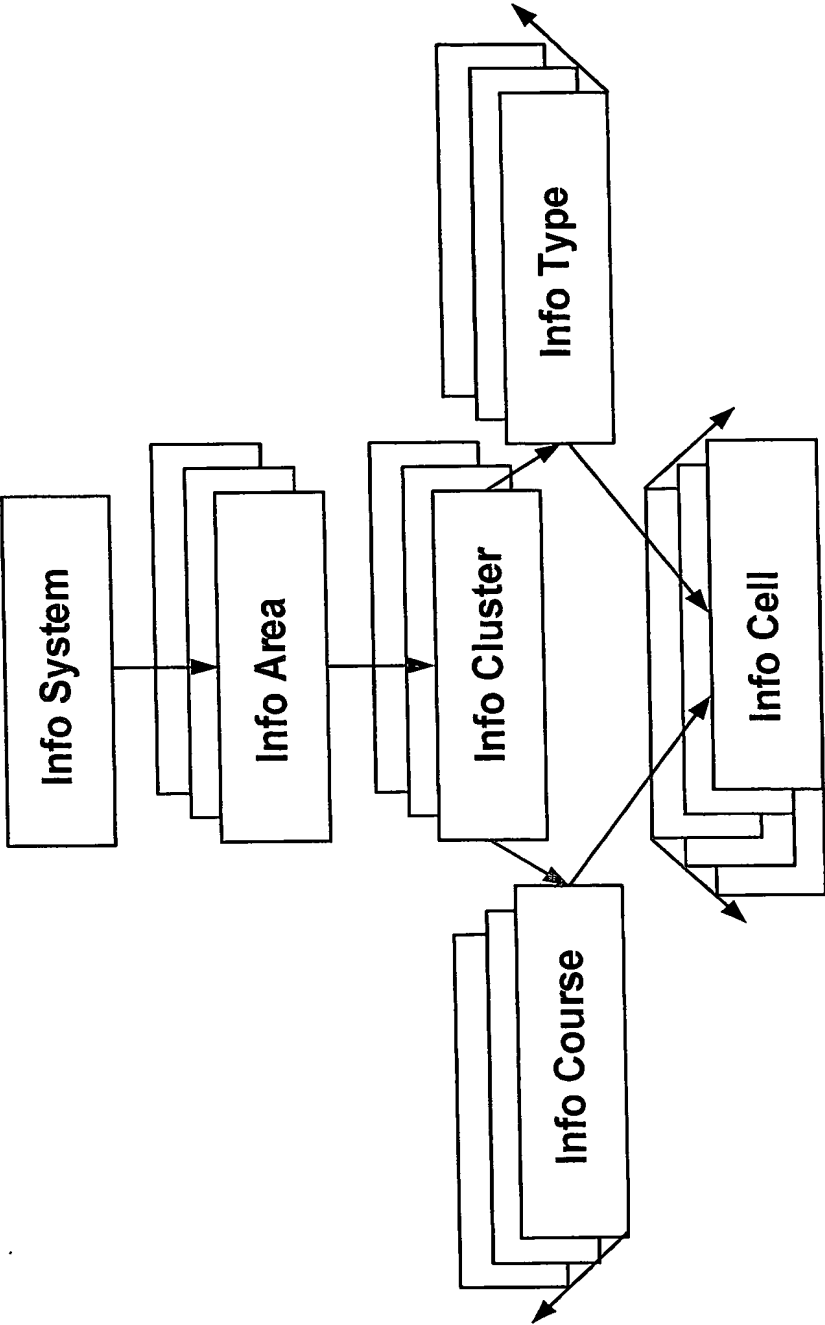 Info System
Info Area
Info Cluster
Info Course
Info Type
Info Cell